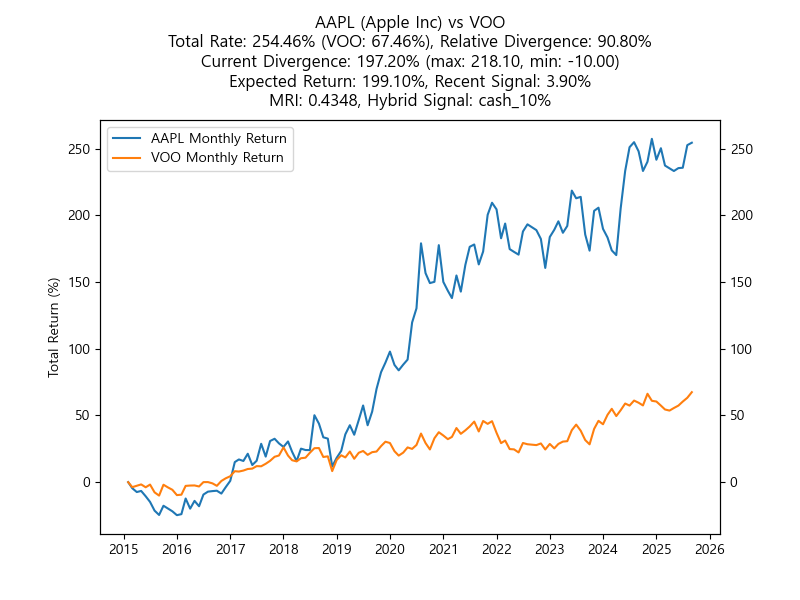 AAPL (Apple Inc) vs VOO
Total Rate: 254.46% (VOO: 67.46%), Relative Divergence: 90.80%
Current Divergence: 197.20% (max: 218.10, min: -10.00)
Expected Return: 199.10%, Recent Signal: 3.90%
MRI: 0.4348, Hybrid Signal: cash_10%
AAPL Monthly Return
VOO Monthly Return
Total Return (%)
250
200
150
100
50
0
250
200
150
100
50
0
2015 2016 2017 2018 2019 2020 2021 2022 2023 2024 2025 2026